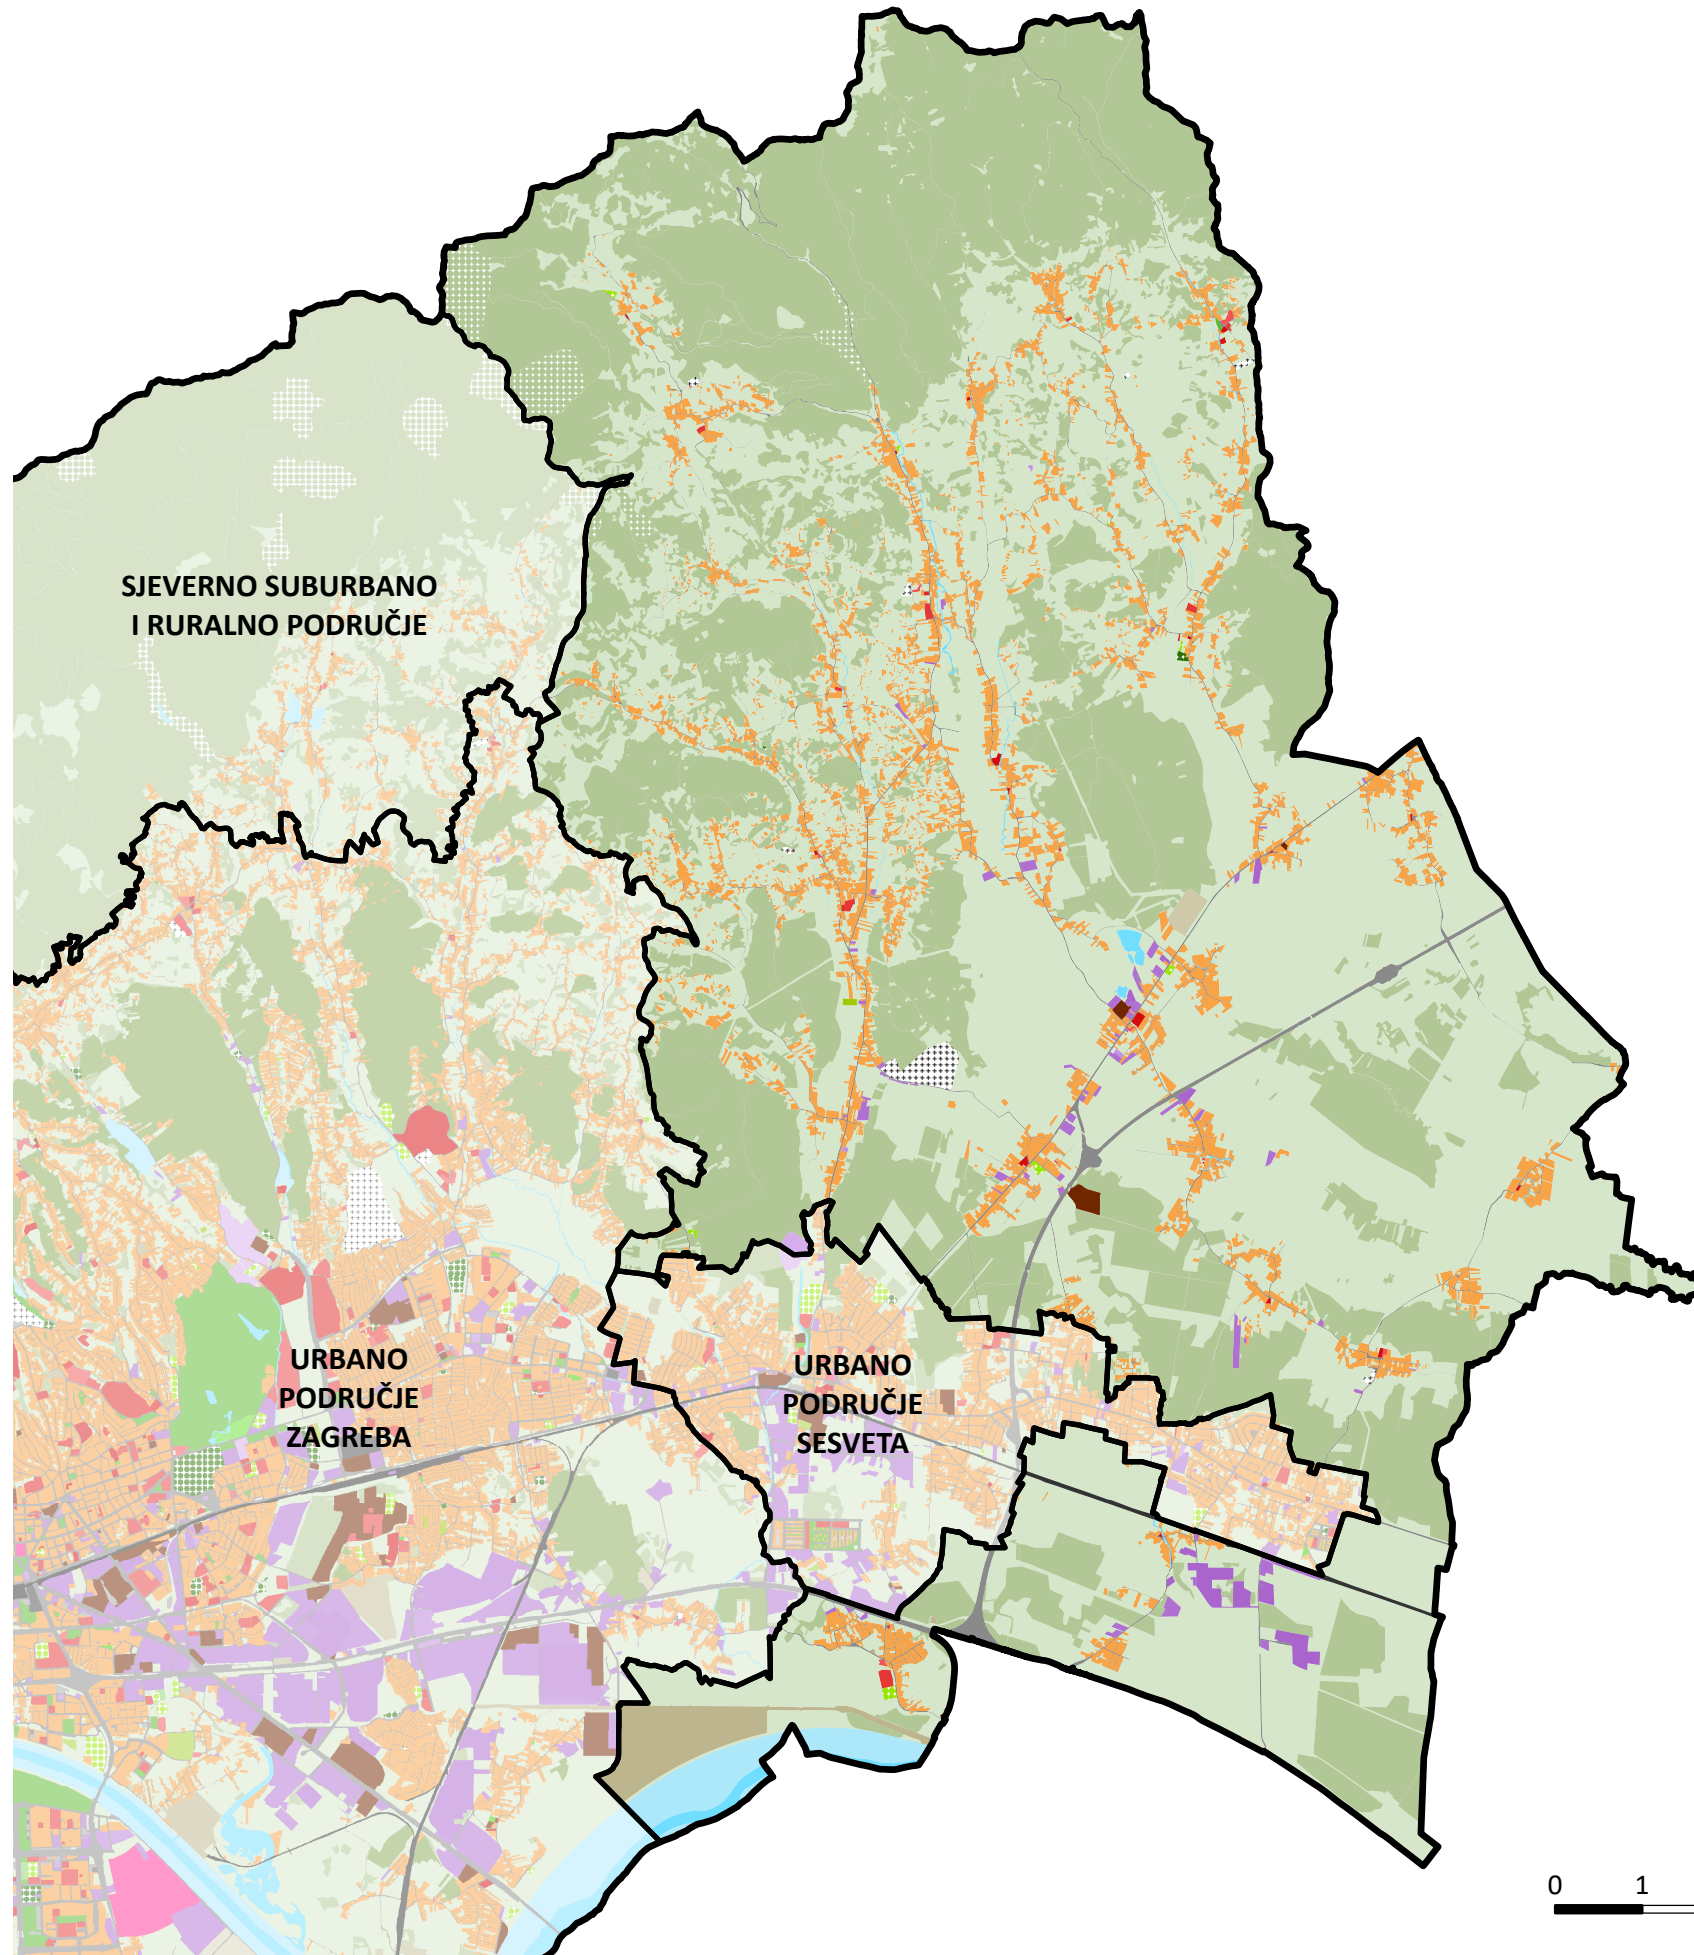 SJEVERNO SUBURBANO
I RURALNO PODRUČJE
URBANO
PODRUČJE
ZAGREBA
URBANO
PODRUČJE
SESVETA
0 1